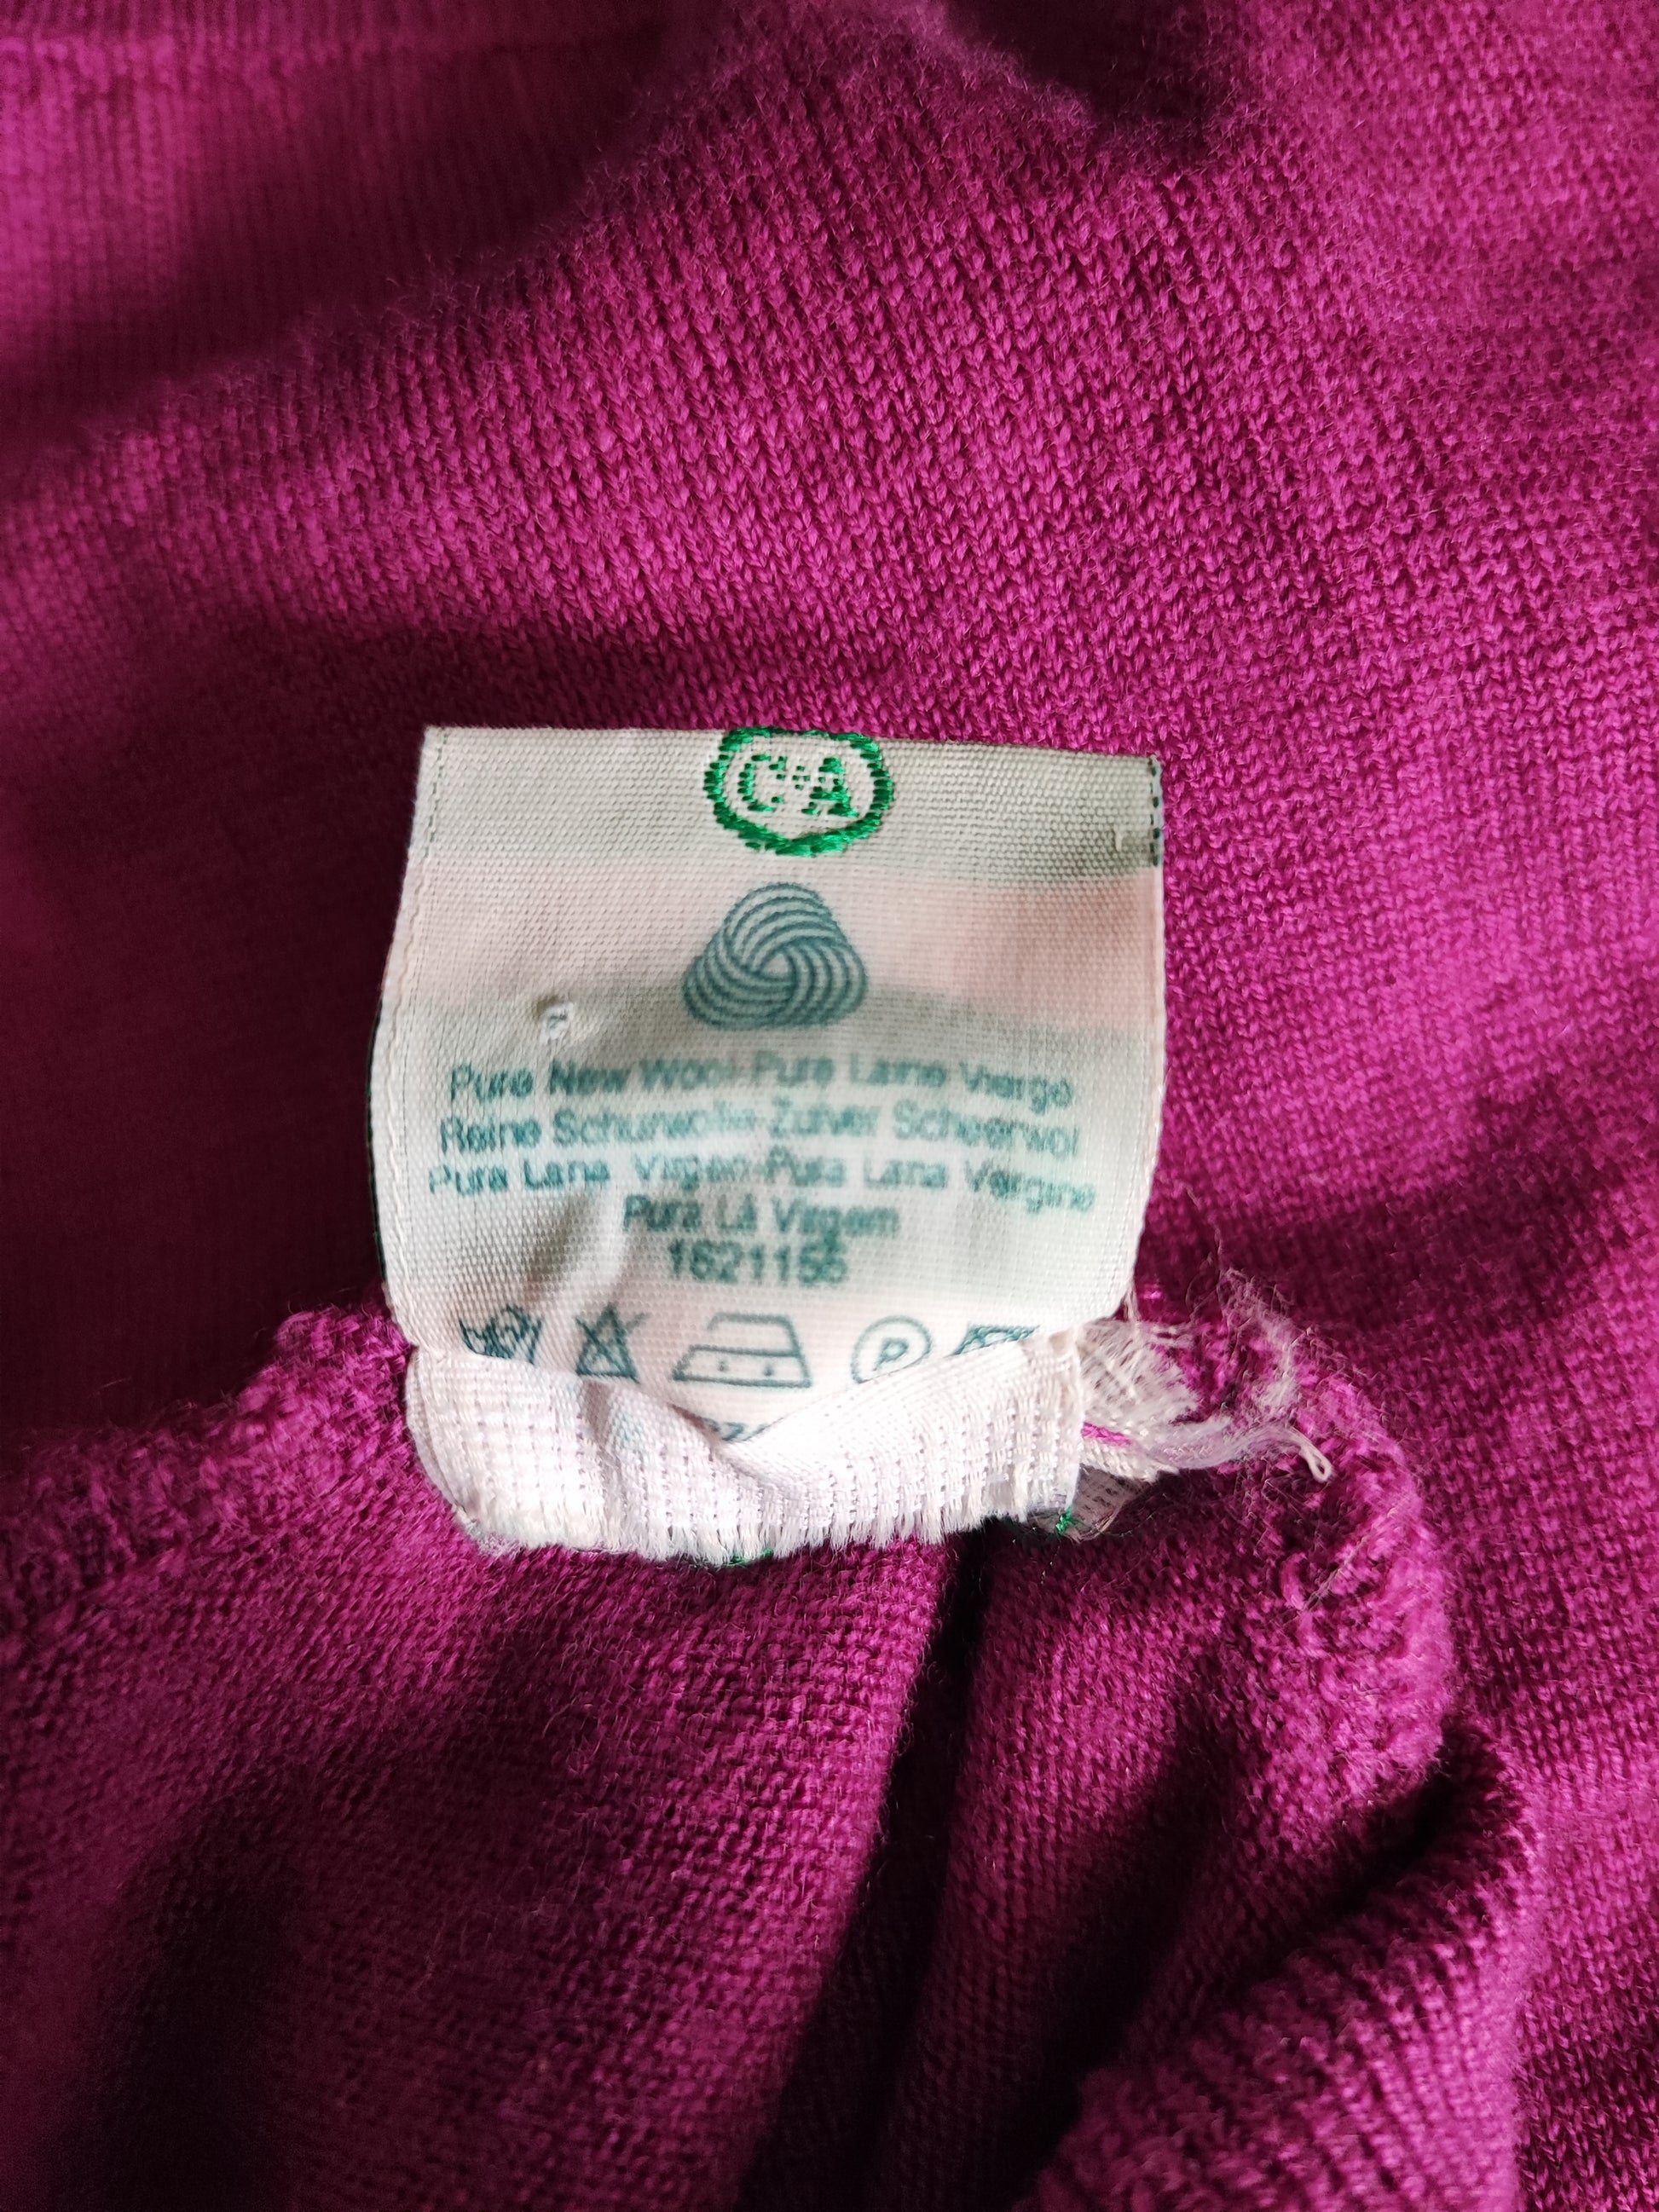 C&A
Pure New Wool-Pure Laine Vierge
Reine Schurwolle-Zuiver Scheerwol
Pura Lana Virgen-Pura Lana Vergine
Pura Lã Virgem
1621156
P